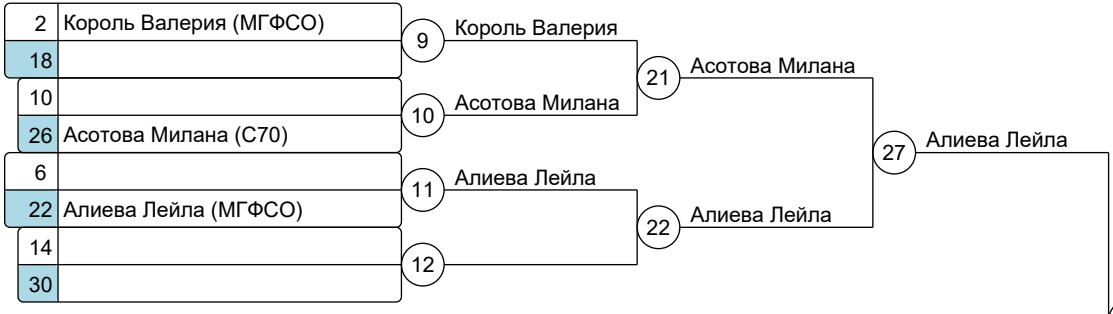 2 Король Валерия (МГФСО)
18
10
26 Асотова Милана (С70)
6
22 Алиева Лейла (МГФСО)
14
30
9 Король Валерия
10 Асотова Милана
11 Алиева Лейла
12
21 Асотова Милана
22 Алиева Лейла
27 Алиева Лейла